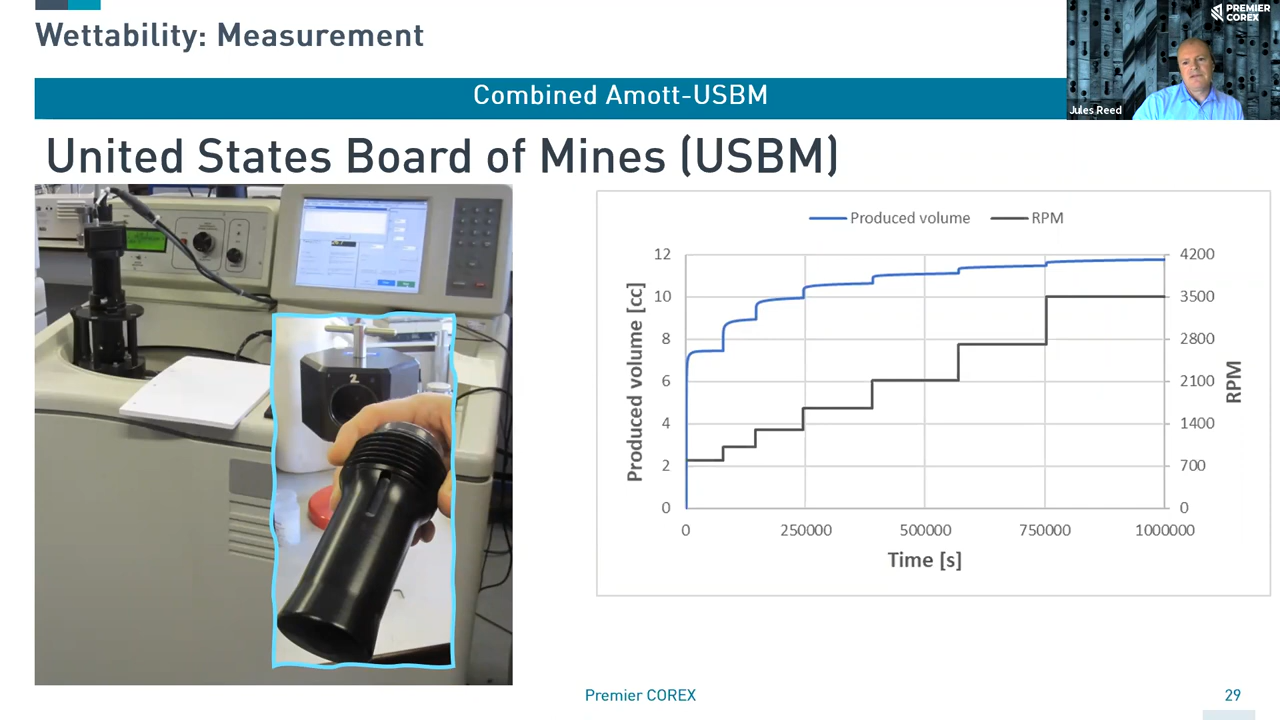 Wettability: Measurement
PREMIER
COREX
Jules Reed
Combined Amott-USBM
United States Board of Mines (USBM)
2
Produced volume
RPM
12
10
8
6
4
2
0
Produced volume [cc]
4200
3500
2800
2100
1400
700
0
RPM
0
250000
500000
750000
1000000
Time [s]
Premier COREX
29